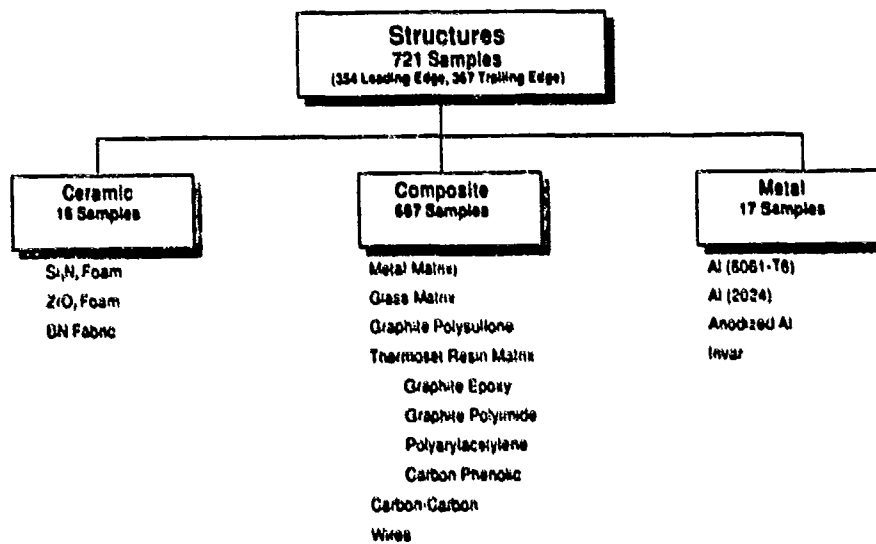 Structures
721 Samples
(354 Leading Edge, 367 Trailing Edge)
Ceramic
16 Samples
Si₃N₄ Foam
ZrO₂ Foam
BN Fabric
Composite
687 Samples
Metal Matrix
Glass Matrix
Graphite Polysulfone
Thermoset Resin Matrix
Graphite Epoxy
Graphite Polyimide
Polyarylacetylene
Carbon Phenolic
Carbon-Carbon
Wires
Metal
17 Samples
Al (6061-T6)
Al (2024)
Anodized Al
Invar